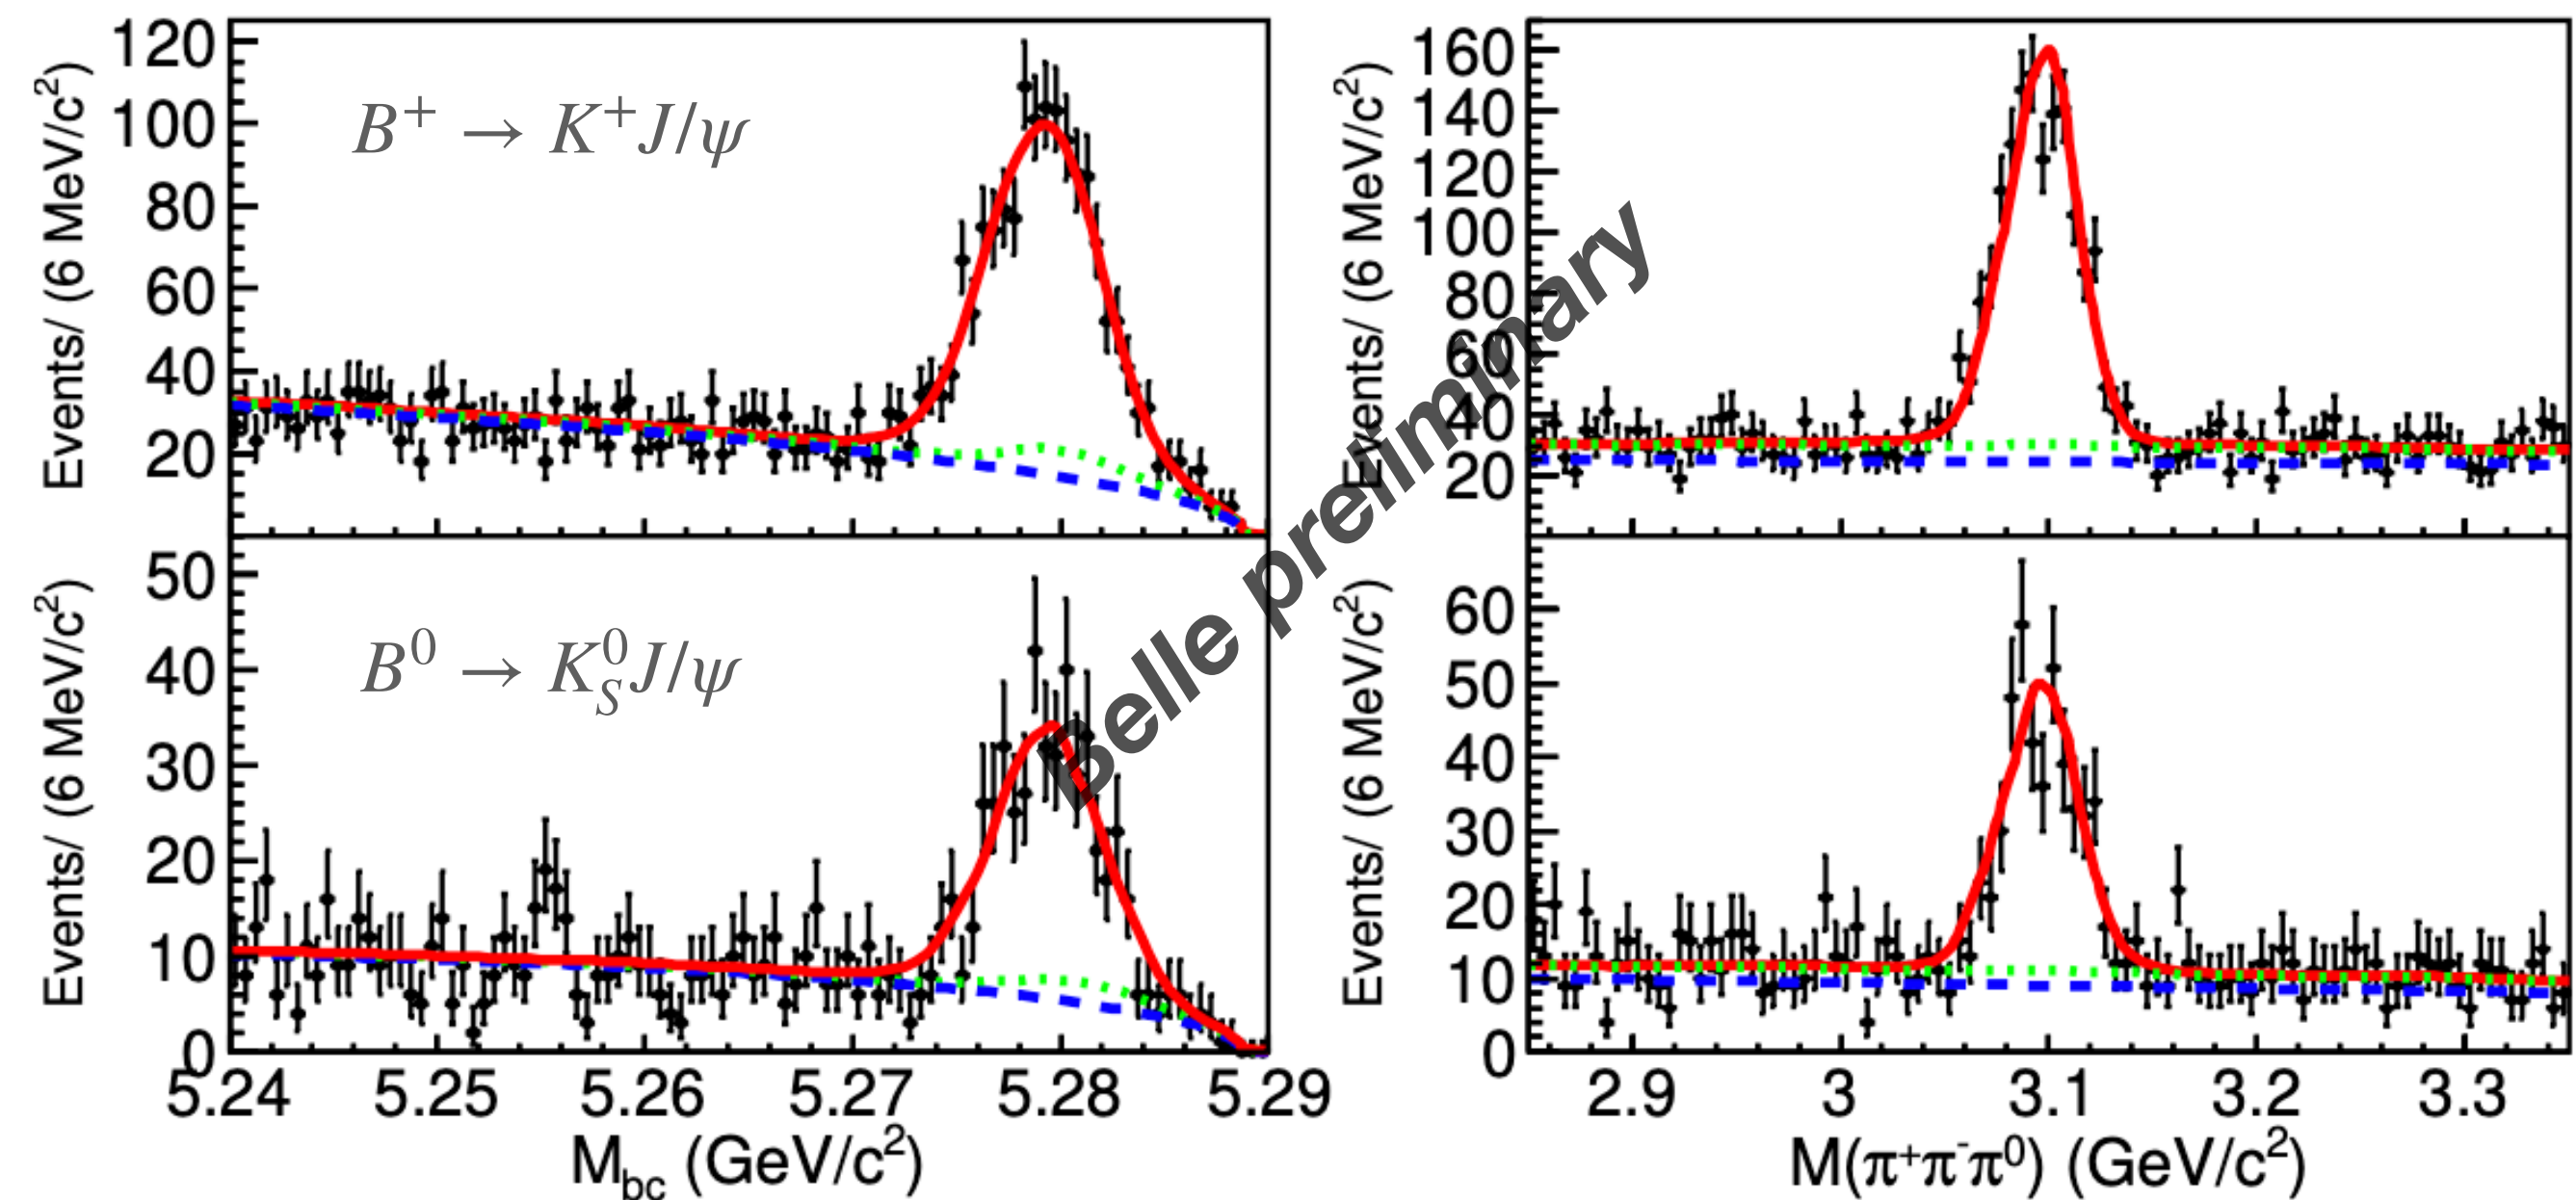 Events/ (6 MeV/c²)
120
100
80
60
40
20
B⁺ → K⁺J/ψ
Events/ (6 MeV/c²)
160
140
120
100
80
60
40
20
Events/ (6 MeV/c²)
50
40
30
20
10
0
B⁰ → K⁰_S J/ψ
5.24 5.25 5.26 5.27 5.28 5.29
M_bc (GeV/c²)
Events/ (6 MeV/c²)
60
50
40
30
20
10
0
2.9 3 3.1 3.2 3.3
M(π⁺π⁻π⁰) (GeV/c²)
Belle preliminary